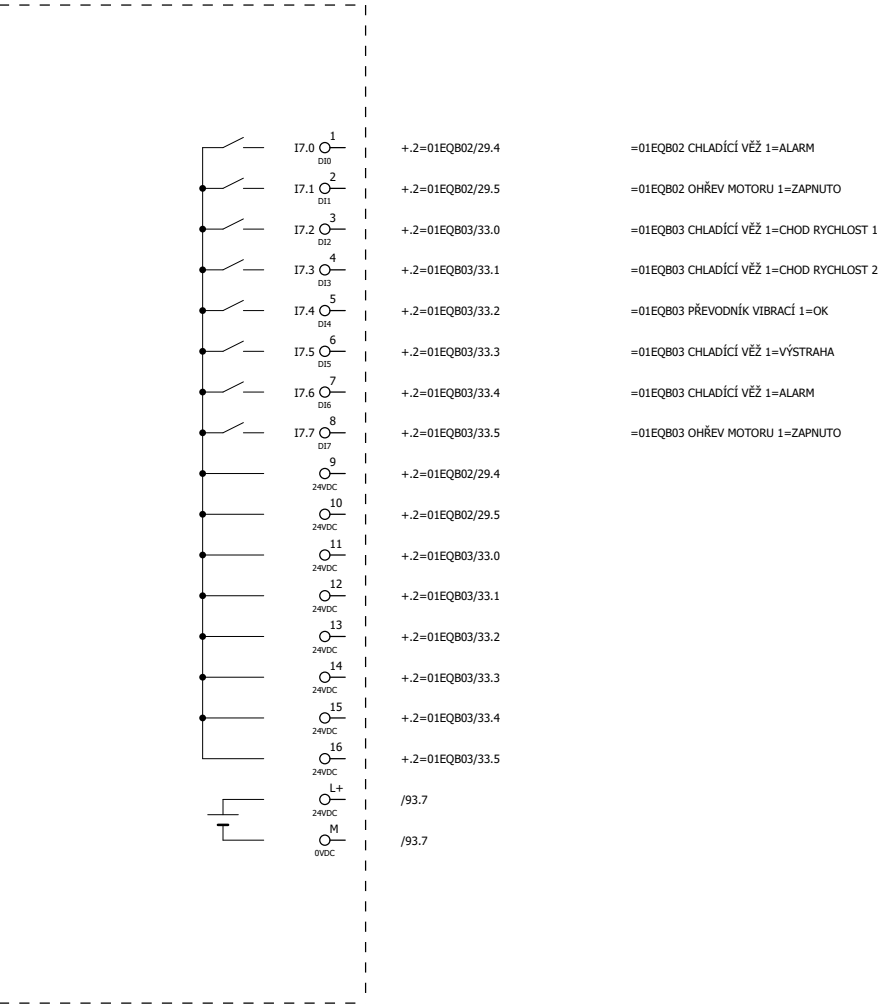 1
I7.0 +.2=01EQB02/29.4 =01EQB02 CHLADÍCÍ VĚŽ 1=ALARM
DI0
2
I7.1 +.2=01EQB02/29.5 =01EQB02 OHŘEV MOTORU 1=ZAPNUTO
DI1
3
I7.2 +.2=01EQB03/33.0 =01EQB03 CHLADÍCÍ VĚŽ 1=CHOD RYCHLOST 1
DI2
4
I7.3 +.2=01EQB03/33.1 =01EQB03 CHLADÍCÍ VĚŽ 1=CHOD RYCHLOST 2
DI3
5
I7.4 +.2=01EQB03/33.2 =01EQB03 PŘEVODNÍK VIBRACÍ 1=OK
DI4
6
I7.5 +.2=01EQB03/33.3 =01EQB03 CHLADÍCÍ VĚŽ 1=VÝSTRAHA
DI5
7
I7.6 +.2=01EQB03/33.4 =01EQB03 CHLADÍCÍ VĚŽ 1=ALARM
DI6
8
I7.7 +.2=01EQB03/33.5 =01EQB03 OHŘEV MOTORU 1=ZAPNUTO
DI7
9
+.2=01EQB02/29.4
24VDC
10
+.2=01EQB02/29.5
24VDC
11
+.2=01EQB03/33.0
24VDC
12
+.2=01EQB03/33.1
24VDC
13
+.2=01EQB03/33.2
24VDC
14
+.2=01EQB03/33.3
24VDC
15
+.2=01EQB03/33.4
24VDC
16
+.2=01EQB03/33.5
24VDC
L+
/93.7
24VDC
M
/93.7
0VDC